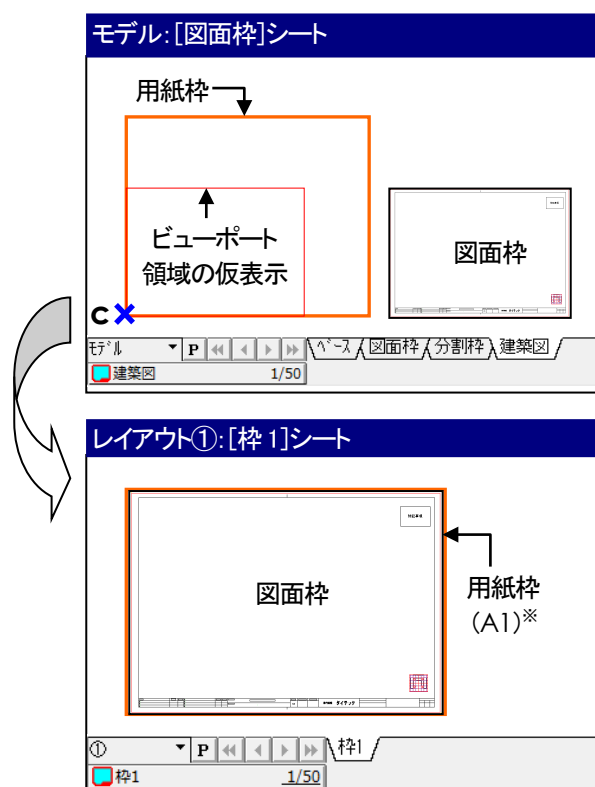 モデル:[図面枠]シート
用紙枠
ビューポート
領域の仮表示
図面枠
C
モデル P ベース 図面枠 分割枠 建築図
建築図 1/50
レイアウト①:[枠1]シート
図面枠
用紙枠
(A1)※
① P 枠1
枠1 1/50